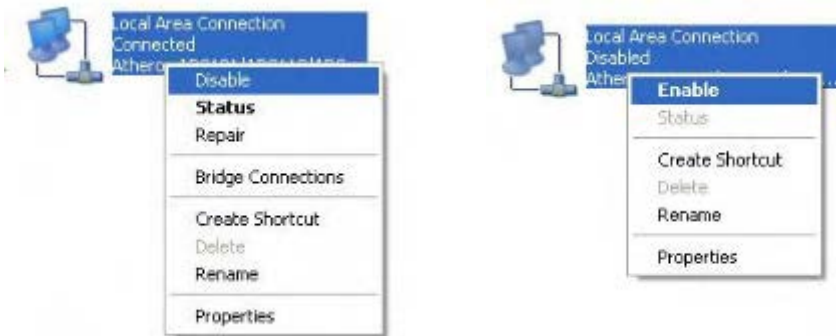 Local Area Connection
Connected
Disable
Status
Repair
Bridge Connections
Create Shortcut
Delete
Rename
Properties
Local Area Connection
Disabled
Enable
Status
Create Shortcut
Delete
Rename
Properties